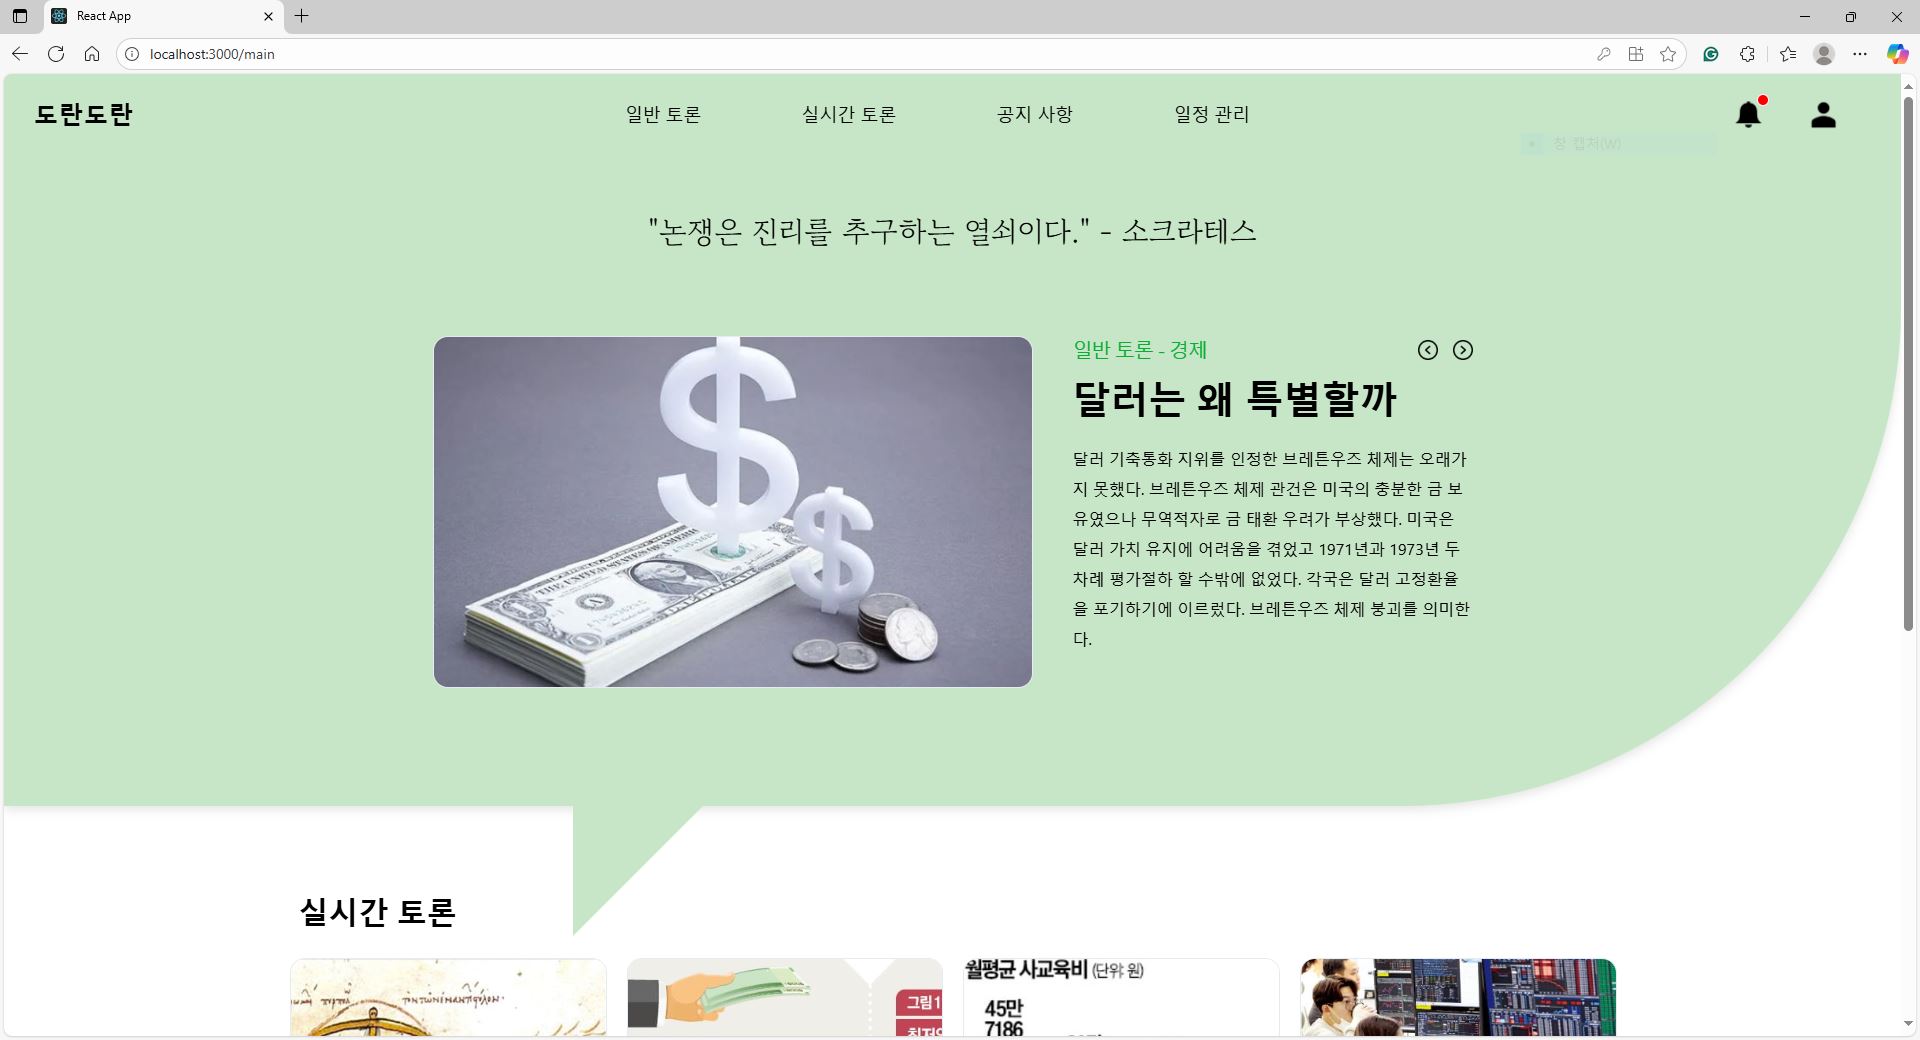 React App
localhost:3000/main
도란도란
일반 토론
실시간 토론
공지 사항
일정 관리
창 캡처(W)
"논쟁은 진리를 추구하는 열쇠이다." - 소크라테스
일반 토론 - 경제
달러는 왜 특별할까
달러 기축통화 지위를 인정한 브레튼우즈 체제는 오래가
지 못했다. 브레튼우즈 체제 관건은 미국의 충분한 금 보
유였으나 무역적자로 금 태환 우려가 부상했다. 미국은
달러 가치 유지에 어려움을 겪었고 1971년과 1973년 두
차례 평가절하 할 수밖에 없었다. 각국은 달러 고정환율
을 포기하기에 이르렀다. 브레튼우즈 체제 붕괴를 의미한
다.
THE UNITED STATES OF AMERICA
실시간 토론
그림1
월평균 사교육비 (단위 원)
45만
7186